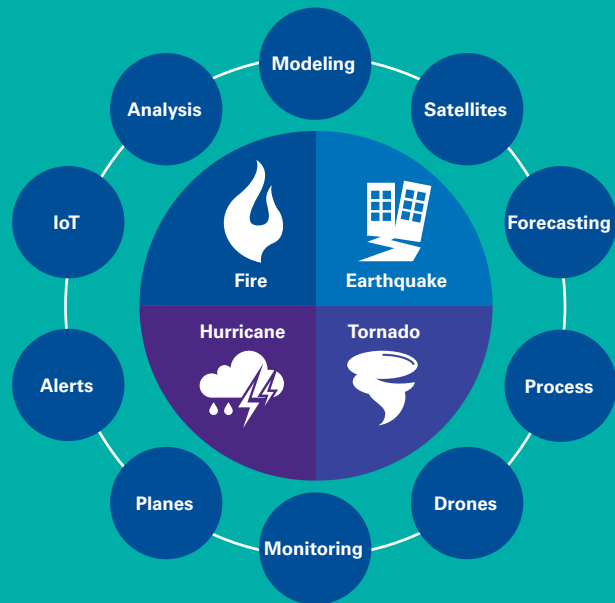 Modeling
Analysis
Satellites
IoT
Forecasting
Fire
Earthquake
Hurricane
Tornado
Alerts
Process
Planes
Drones
Monitoring